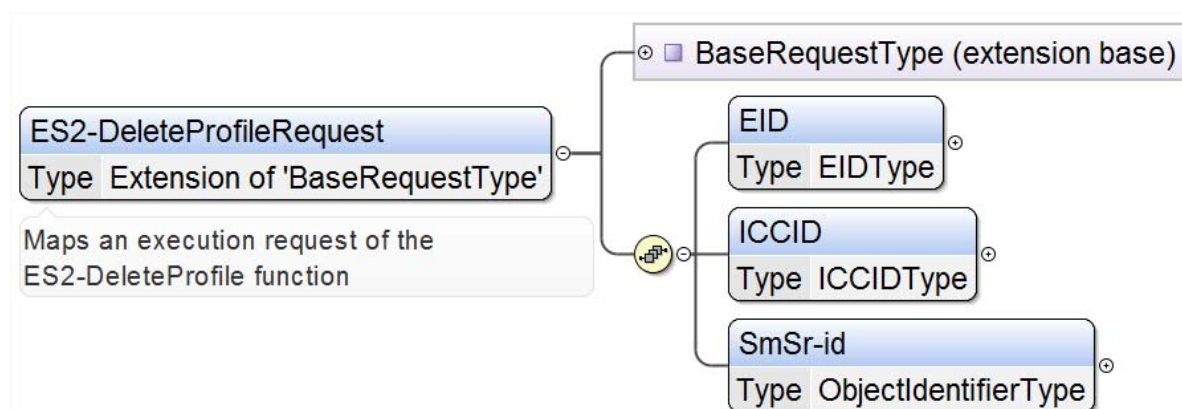 BaseRequestType (extension base)
ES2-DeleteProfileRequest
Type Extension of 'BaseRequestType'
Maps an execution request of the
ES2-DeleteProfile function
EID
Type EIDType
ICCID
Type ICCIDType
SmSr-id
Type ObjectIdentifierType